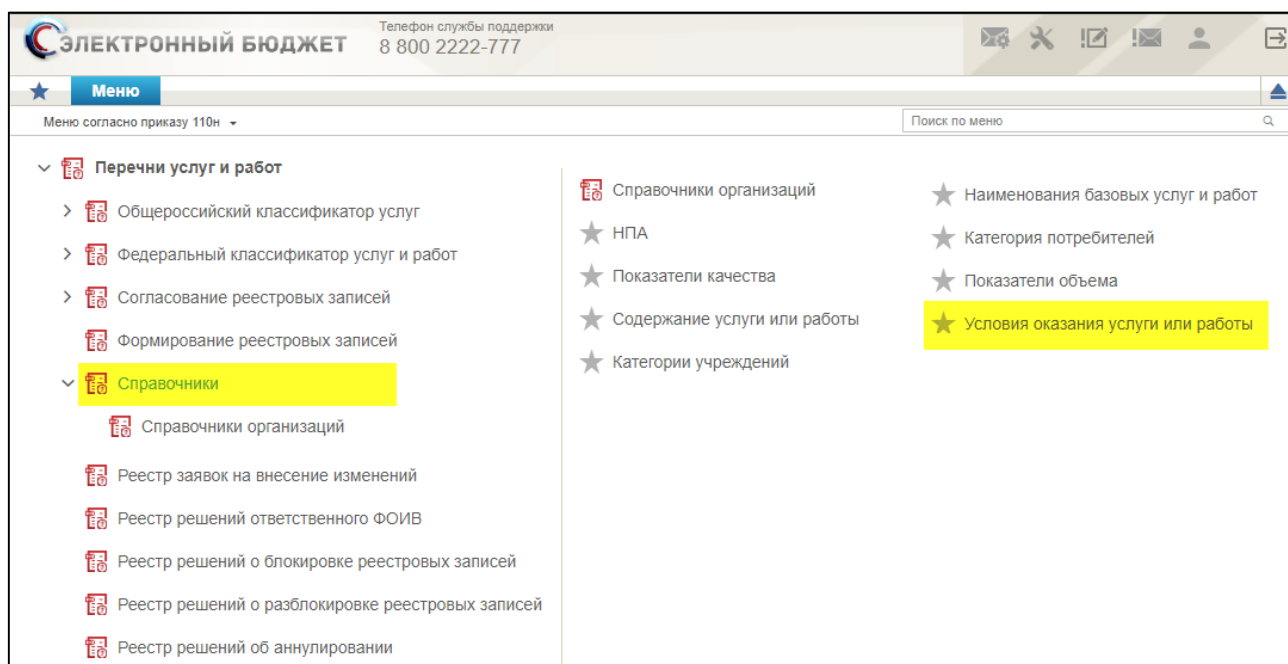 Телефон службы поддержки
ЭЛЕКТРОННЫЙ БЮДЖЕТ 8 800 2222-777
Меню
Меню согласно приказу 110н
Поиск по меню
Перечни услуг и работ
Общероссийский классификатор услуг
Федеральный классификатор услуг и работ
Согласование реестровых записей
Формирование реестровых записей
Справочники
Справочники организаций
Реестр заявок на внесение изменений
Реестр решений ответственного ФОИВ
Реестр решений о блокировке реестровых записей
Реестр решений о разблокировке реестровых записей
Реестр решений об аннулировании
Справочники организаций
НПА
Показатели качества
Содержание услуги или работы
Категории учреждений
Наименования базовых услуг и работ
Категория потребителей
Показатели объема
Условия оказания услуги или работы